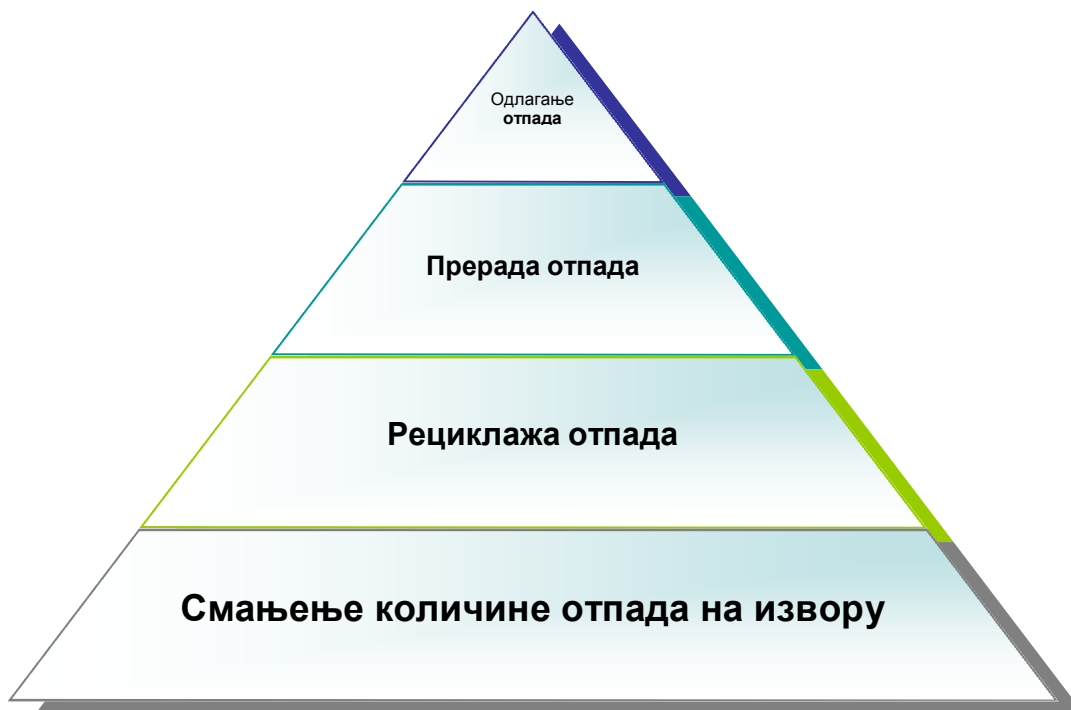 Одлагање
отпада
Прерада отпада
Рециклажа отпада
Смањење количине отпада на извору